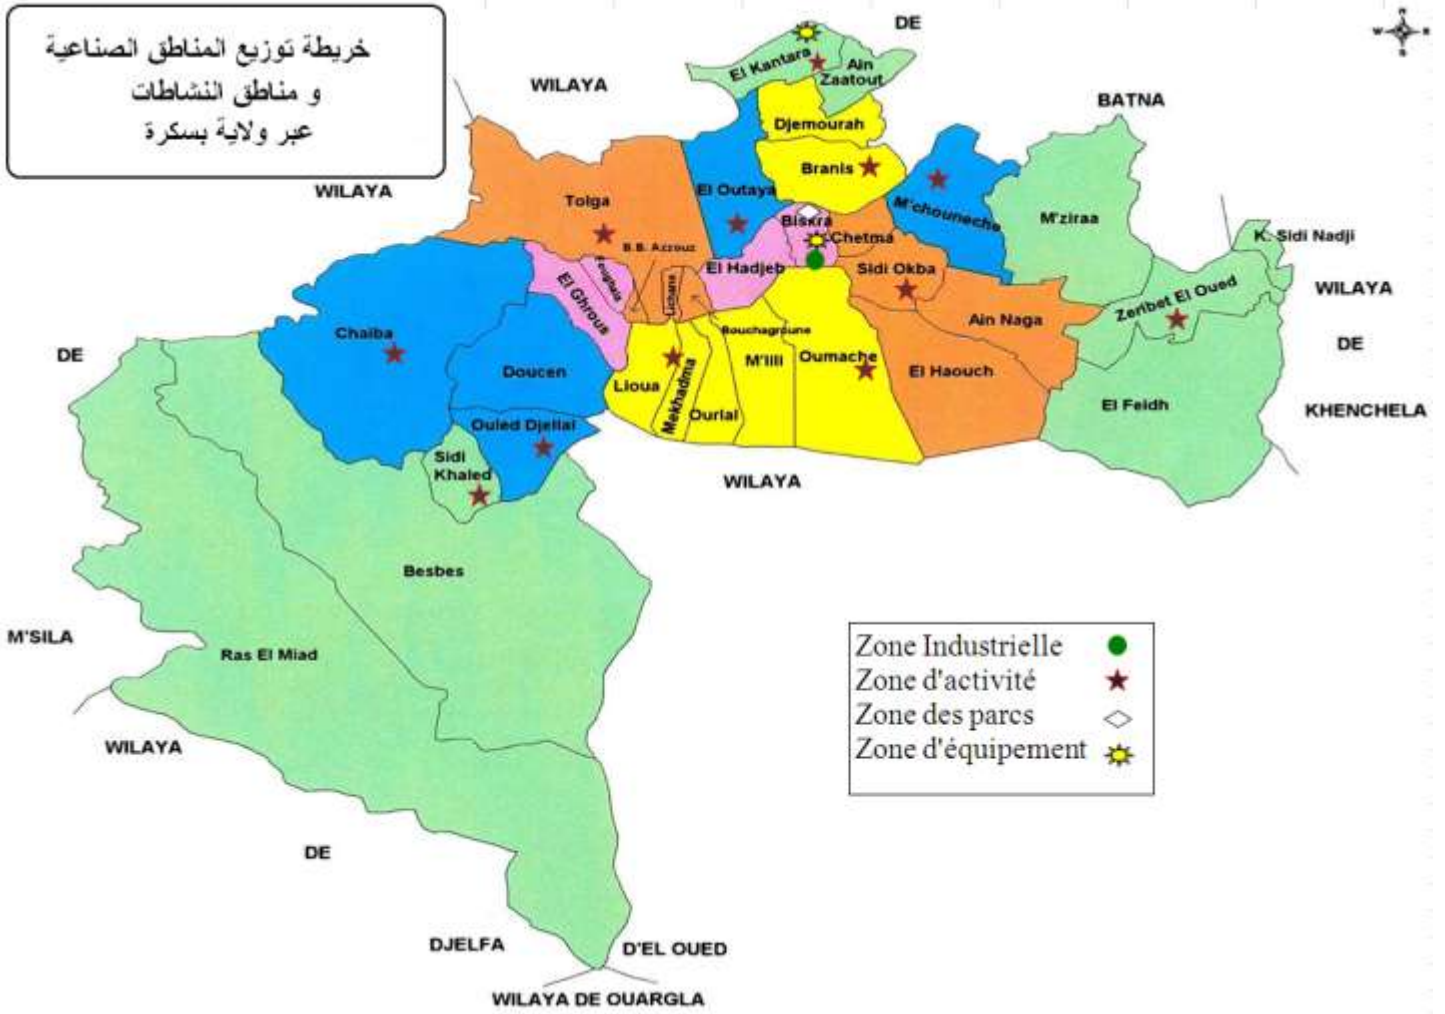 خريطة توزيع المناطق الصناعية
و مناطق النشاطات
عبر ولاية بسكرة
DE
N
W
E
S
WILAYA
BATNA
El Kantara
Ain
Zaatout
Djemourah
Branis
WILAYA
Tolga
El Outaya
M'chouneche
M'ziraa
Biskra
Chetma
K. Sidi Nadji
B.B. Azzouz
Foughala
El Ghrous
Lichana
El Hadjeb
Sidi Okba
Zeribet El Oued
WILAYA
Ain Naga
Bouchagroune
Chaiba
DE
Doucen
Lioua
Mekhadma
Ourlal
M'lili
Oumache
El Haouch
El Feidh
DE
KHENCHELA
Ouled Djellal
Sidi
Khaled
WILAYA
Besbes
M'SILA
Ras El Miad
Zone Industrielle
Zone d'activité
Zone des parcs
Zone d'équipement
WILAYA
DE
DJELFA
D'EL OUED
WILAYA DE OUARGLA